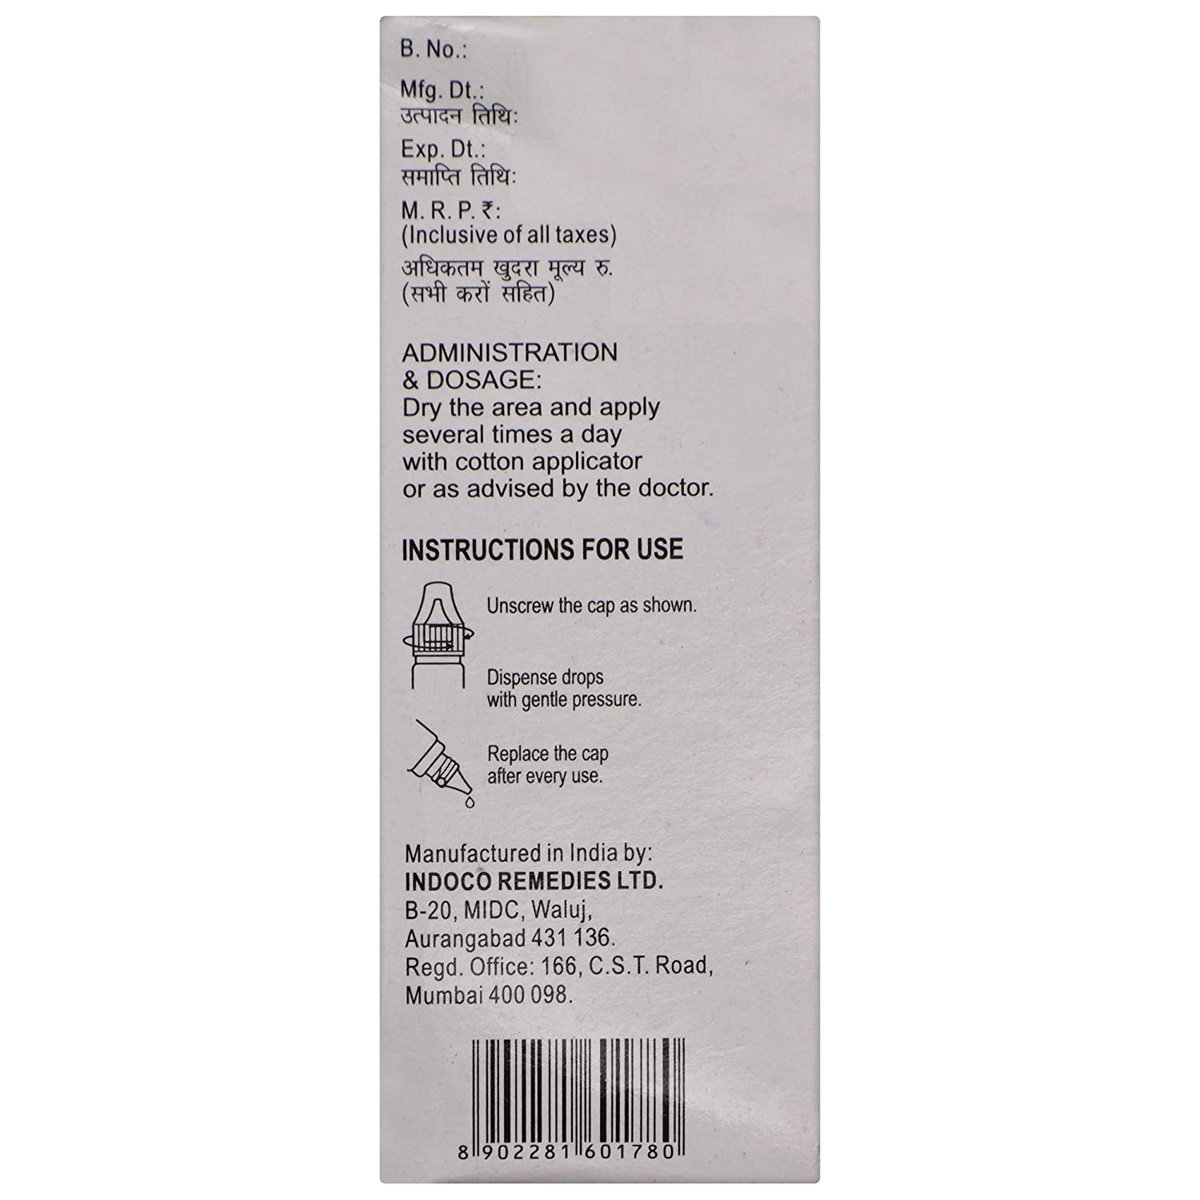 B. No.:
Mfg. Dt.:
उत्पादन तिथि:
Exp. Dt.:
समाप्ति तिथि:
M. R. P. ₹:
(Inclusive of all taxes)
अधिकतम खुदरा मूल्य रु.
(सभी करों सहित)
ADMINISTRATION
& DOSAGE:
Dry the area and apply
several times a day
with cotton applicator
or as advised by the doctor.
INSTRUCTIONS FOR USE
Unscrew the cap as shown.
Dispense drops
with gentle pressure.
Replace the cap
after every use.
Manufactured in India by:
INDOCO REMEDIES LTD.
B-20, MIDC, Waluj,
Aurangabad 431 136.
Regd. Office: 166, C.S.T. Road,
Mumbai 400 098.
8 902281 601780